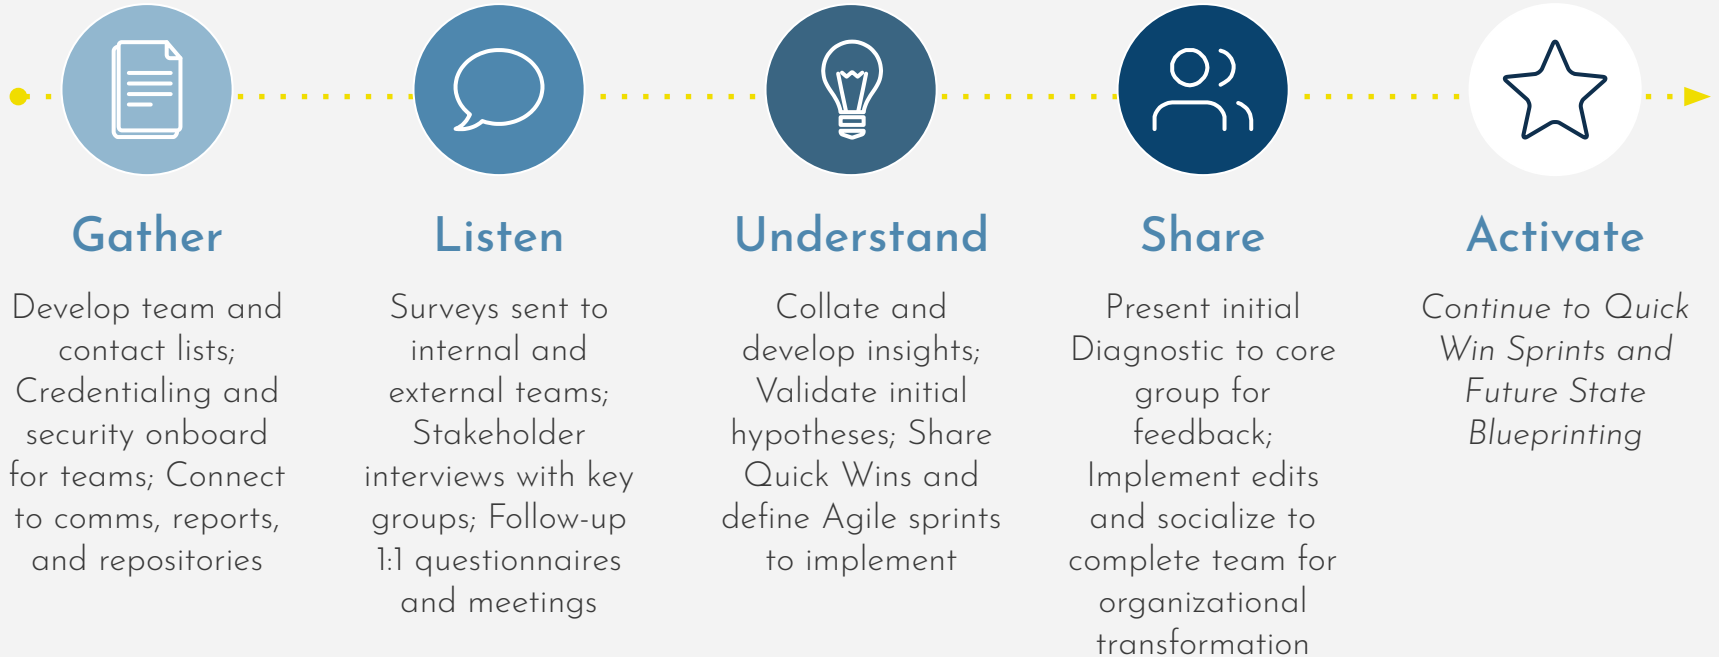 Gather
Develop team and
contact lists;
Credentialing and
security onboard
for teams; Connect
to comms, reports,
and repositories
Listen
Surveys sent to
internal and
external teams;
Stakeholder
interviews with key
groups; Follow-up
1:1 questionnaires
and meetings
Understand
Collate and
develop insights;
Validate initial
hypotheses; Share
Quick Wins and
define Agile sprints
to implement
Share
Present initial
Diagnostic to core
group for
feedback;
Implement edits
and socialize to
complete team for
organizational
transformation
Activate
Continue to Quick
Win Sprints and
Future State
Blueprinting